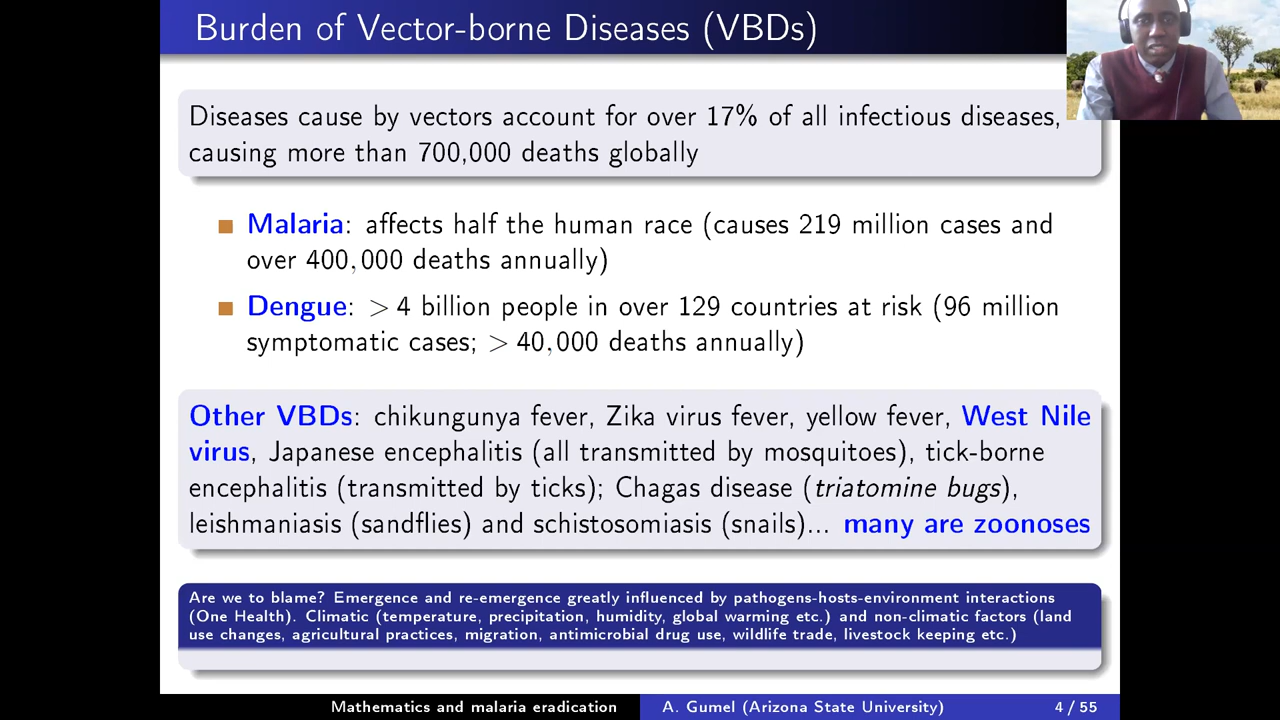 Burden of Vector-borne Diseases (VBDs)
Diseases cause by vectors account for over 17% of all infectious diseases,
causing more than 700,000 deaths globally
Malaria: affects half the human race (causes 219 million cases and
over 400,000 deaths annually)
Dengue: > 4 billion people in over 129 countries at risk (96 million
symptomatic cases; > 40,000 deaths annually)
Other VBDs: chikungunya fever, Zika virus fever, yellow fever, West Nile
virus, Japanese encephalitis (all transmitted by mosquitoes), tick-borne
encephalitis (transmitted by ticks); Chagas disease (triatomine bugs),
leishmaniasis (sandflies) and schistosomiasis (snails)... many are zoonoses
Are we to blame? Emergence and re-emergence greatly influenced by pathogens-hosts-environment interactions
(One Health). Climatic (temperature, precipitation, humidity, global warming etc.) and non-climatic factors (land
use changes, agricultural practices, migration, antimicrobial drug use, wildlife trade, livestock keeping etc.)
Mathematics and malaria eradication A. Gumel (Arizona State University) 4 / 55